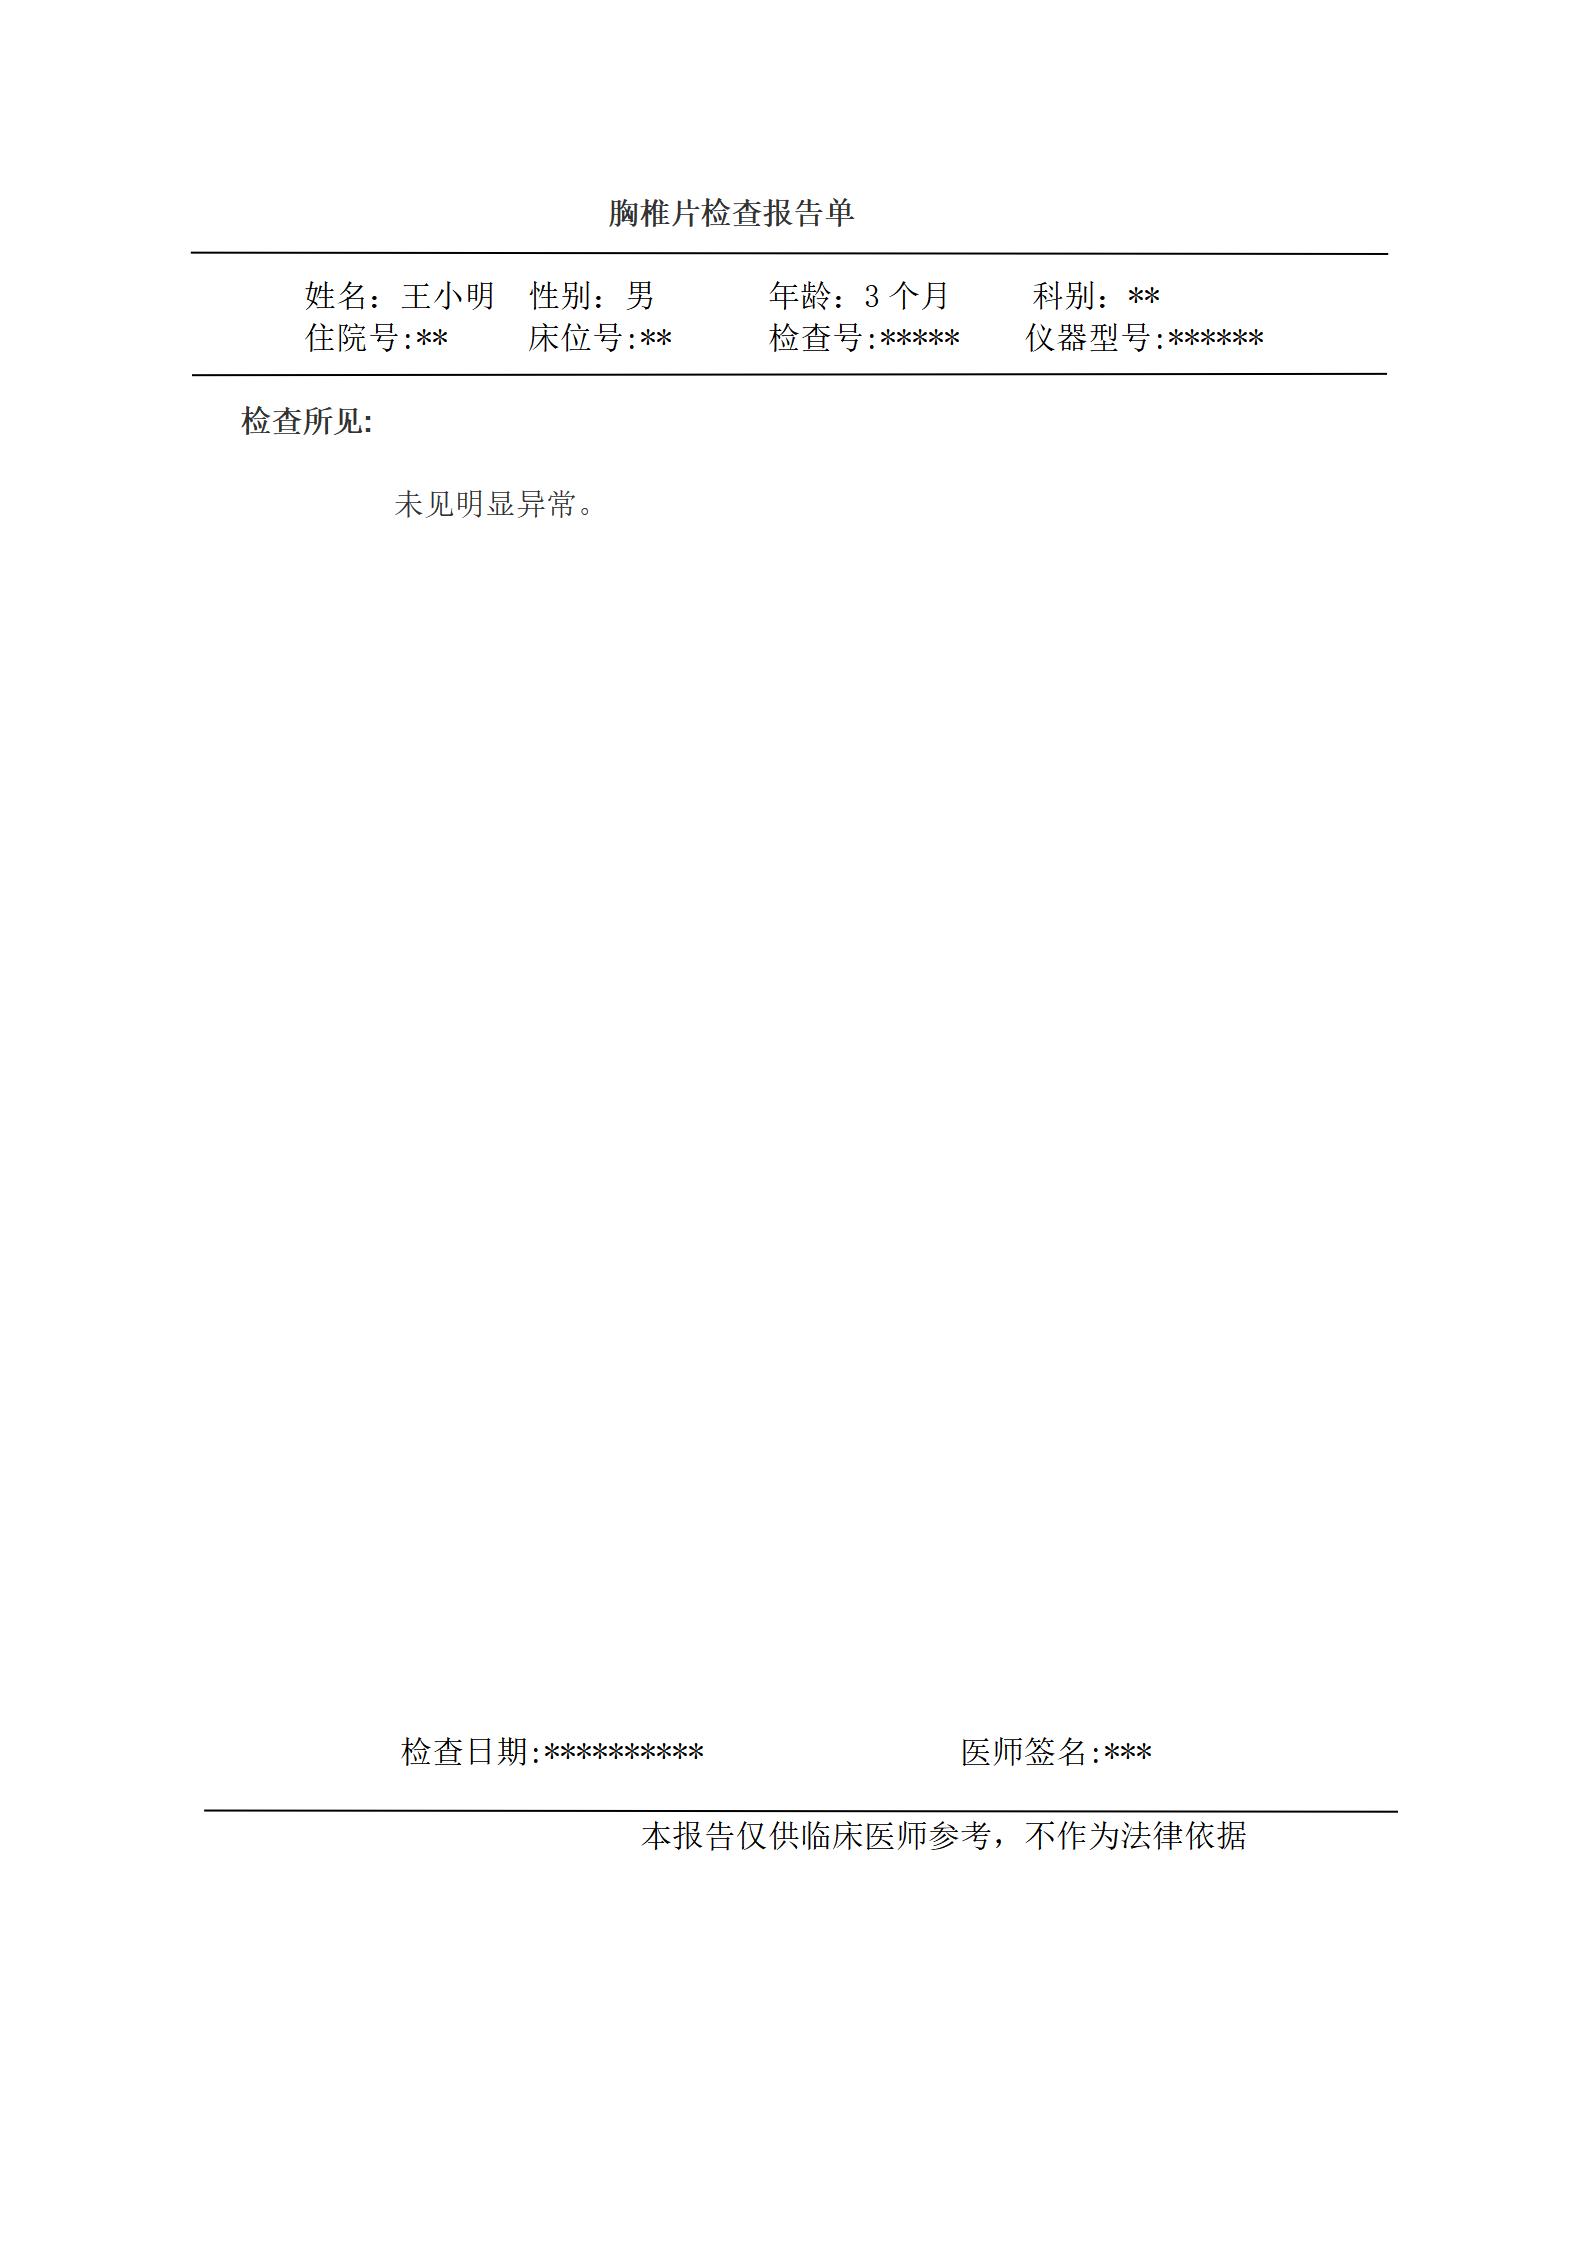 胸椎片检查报告单
姓名：王小明 性别：男 年龄：3 个月 科别：**
住院号:** 床位号:** 检查号:***** 仪器型号:******
检查所见:
未见明显异常。
检查日期:********** 医师签名:***
本报告仅供临床医师参考，不作为法律依据